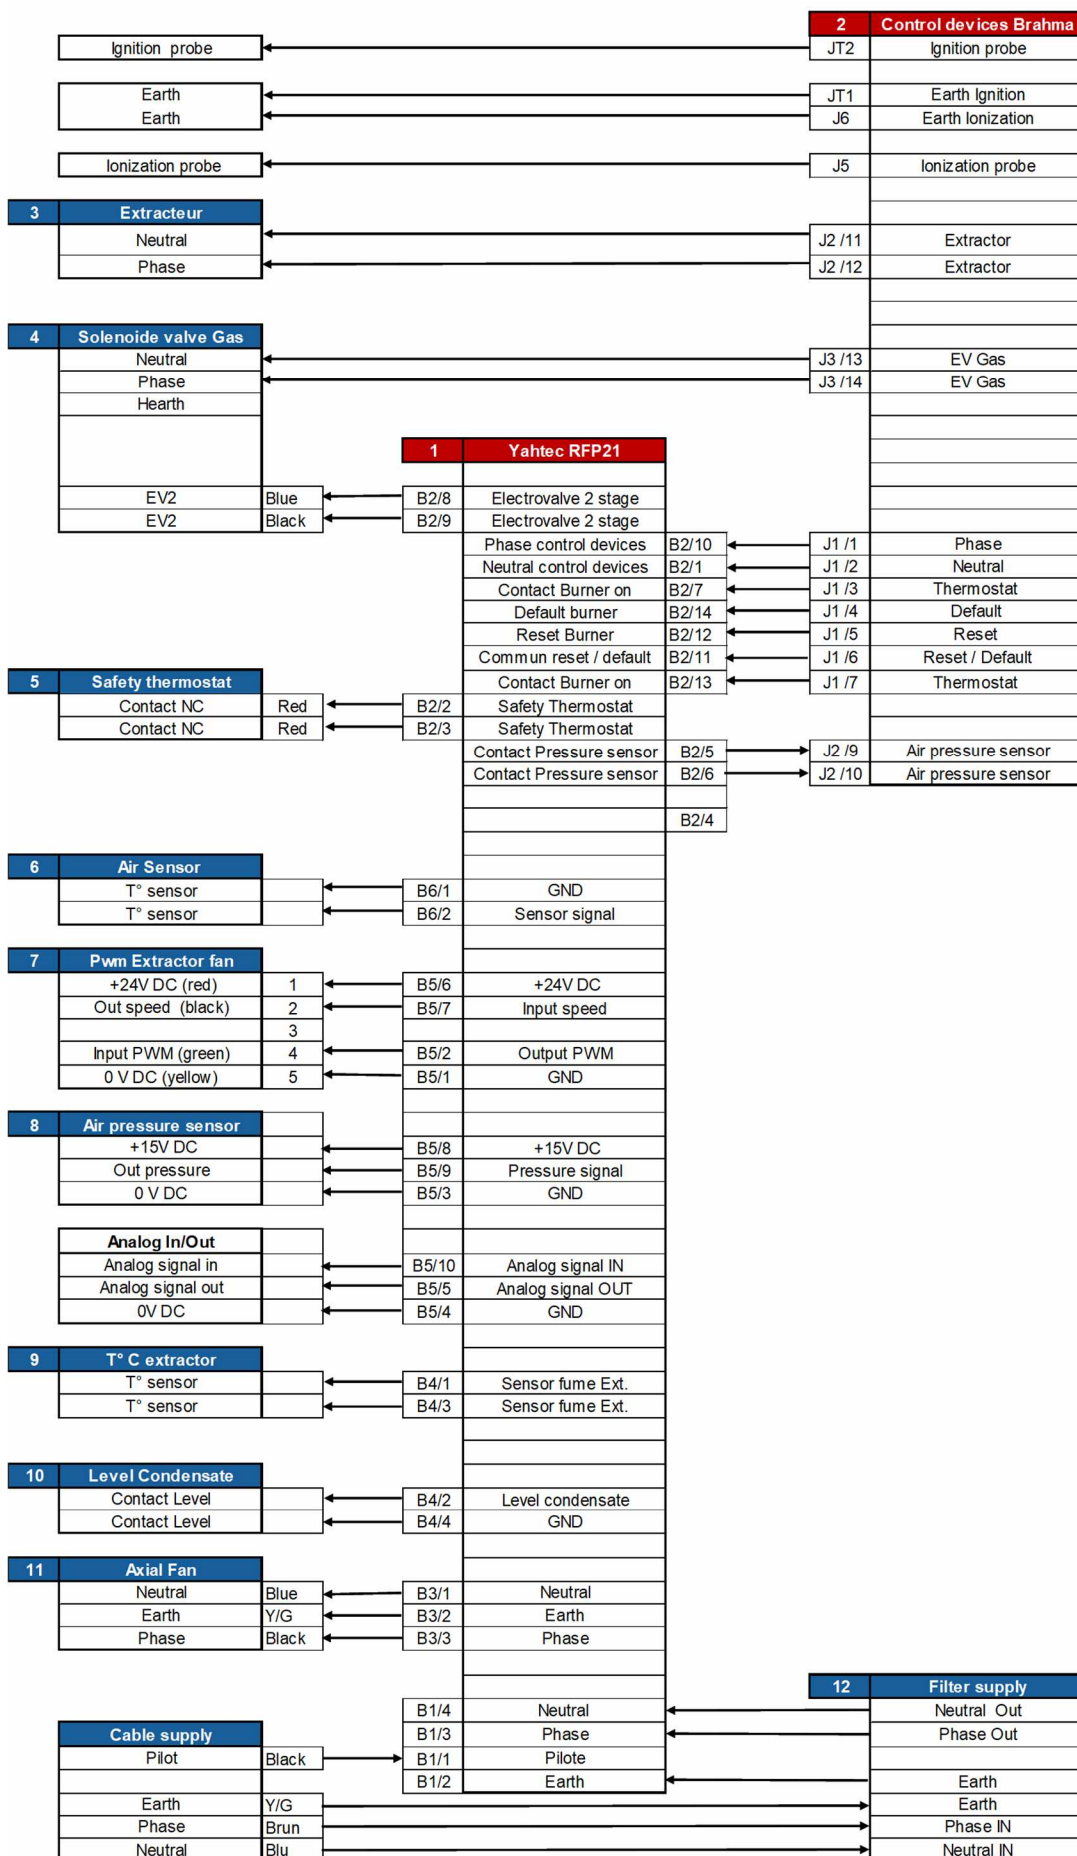 2 Control devices Brahma
Ignition probe JT2 Ignition probe
Earth JT1 Earth Ignition
Earth J6 Earth Ionization
Ionization probe J5 Ionization probe
3 Extracteur
Neutral J2 /11 Extractor
Phase J2 /12 Extractor
4 Solenoide valve Gas
Neutral J3 /13 EV Gas
Phase J3 /14 EV Gas
Hearth
1 Yahtec RFP21
EV2 Blue B2/8 Electrovalve 2 stage
EV2 Black B2/9 Electrovalve 2 stage
Phase control devices B2/10 J1 /1 Phase
Neutral control devices B2/1 J1 /2 Neutral
Contact Burner on B2/7 J1 /3 Thermostat
Default burner B2/14 J1 /4 Default
Reset Burner B2/12 J1 /5 Reset
Commun reset / default B2/11 J1 /6 Reset / Default
5 Safety thermostat Contact Burner on B2/13 J1 /7 Thermostat
Contact NC Red B2/2 Safety Thermostat
Contact NC Red B2/3 Safety Thermostat
Contact Pressure sensor B2/5 J2 /9 Air pressure sensor
Contact Pressure sensor B2/6 J2 /10 Air pressure sensor
B2/4
6 Air Sensor
T° sensor B6/1 GND
T° sensor B6/2 Sensor signal
7 Pwm Extractor fan
+24V DC (red) 1 B5/6 +24V DC
Out speed (black) 2 B5/7 Input speed
3
Input PWM (green) 4 B5/2 Output PWM
0 V DC (yellow) 5 B5/1 GND
8 Air pressure sensor
+15V DC B5/8 +15V DC
Out pressure B5/9 Pressure signal
0 V DC B5/3 GND
Analog In/Out
Analog signal in B5/10 Analog signal IN
Analog signal out B5/5 Analog signal OUT
0V DC B5/4 GND
9 T° C extractor
T° sensor B4/1 Sensor fume Ext.
T° sensor B4/3 Sensor fume Ext.
10 Level Condensate
Contact Level B4/2 Level condensate
Contact Level B4/4 GND
11 Axial Fan
Neutral Blue B3/1 Neutral
Earth Y/G B3/2 Earth
Phase Black B3/3 Phase
12 Filter supply
B1/4 Neutral Neutral Out
Cable supply B1/3 Phase Phase Out
Pilot Black B1/1 Pilote
B1/2 Earth Earth
Earth Y/G Earth
Phase Brun Phase IN
Neutral Blu Neutral IN